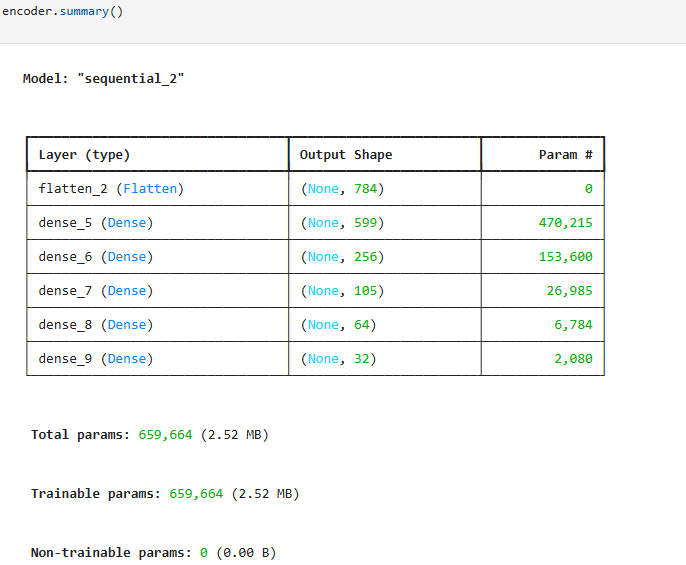 encoder.summary()
Model: "sequential_2"
Layer (type) Output Shape Param #
flatten_2 (Flatten) (None, 784) 0
dense_5 (Dense) (None, 599) 470,215
dense_6 (Dense) (None, 256) 153,600
dense_7 (Dense) (None, 105) 26,985
dense_8 (Dense) (None, 64) 6,784
dense_9 (Dense) (None, 32) 2,080
Total params: 659,664 (2.52 MB)
Trainable params: 659,664 (2.52 MB)
Non-trainable params: 0 (0.00 B)